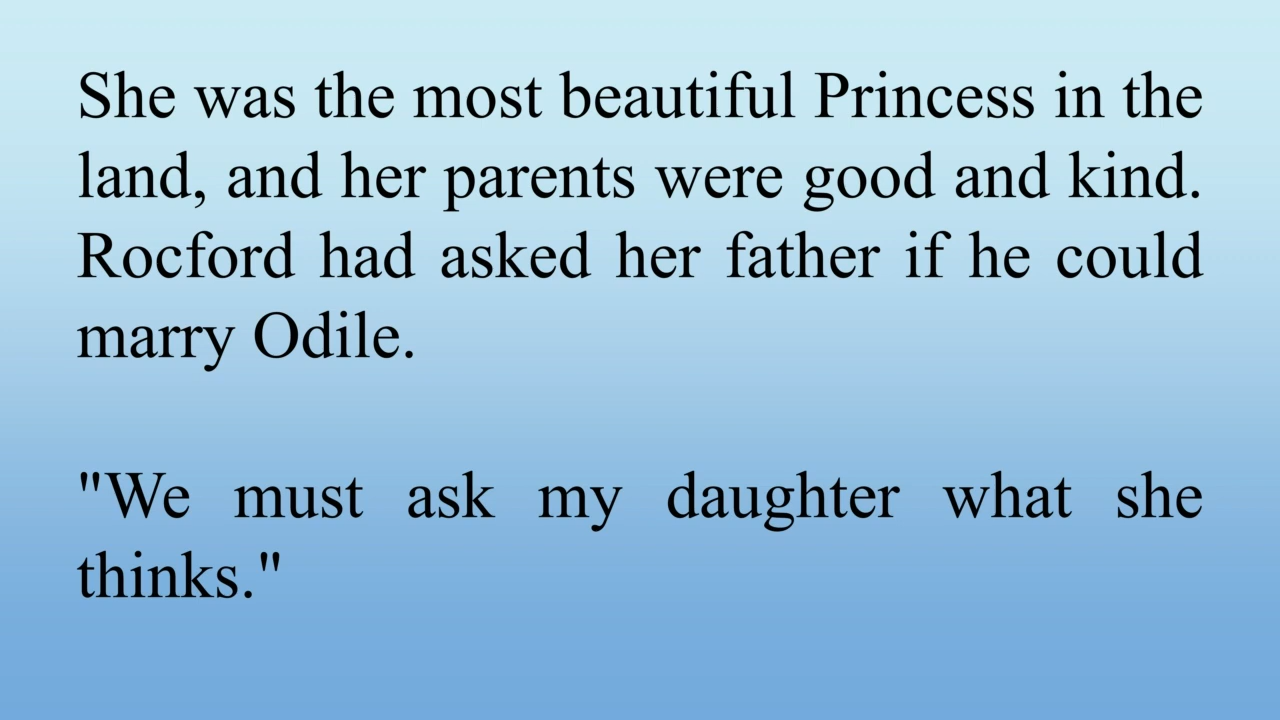 She was the most beautiful Princess in the
land, and her parents were good and kind.
Rocford had asked her father if he could
marry Odile.
"We must ask my daughter what she
thinks."